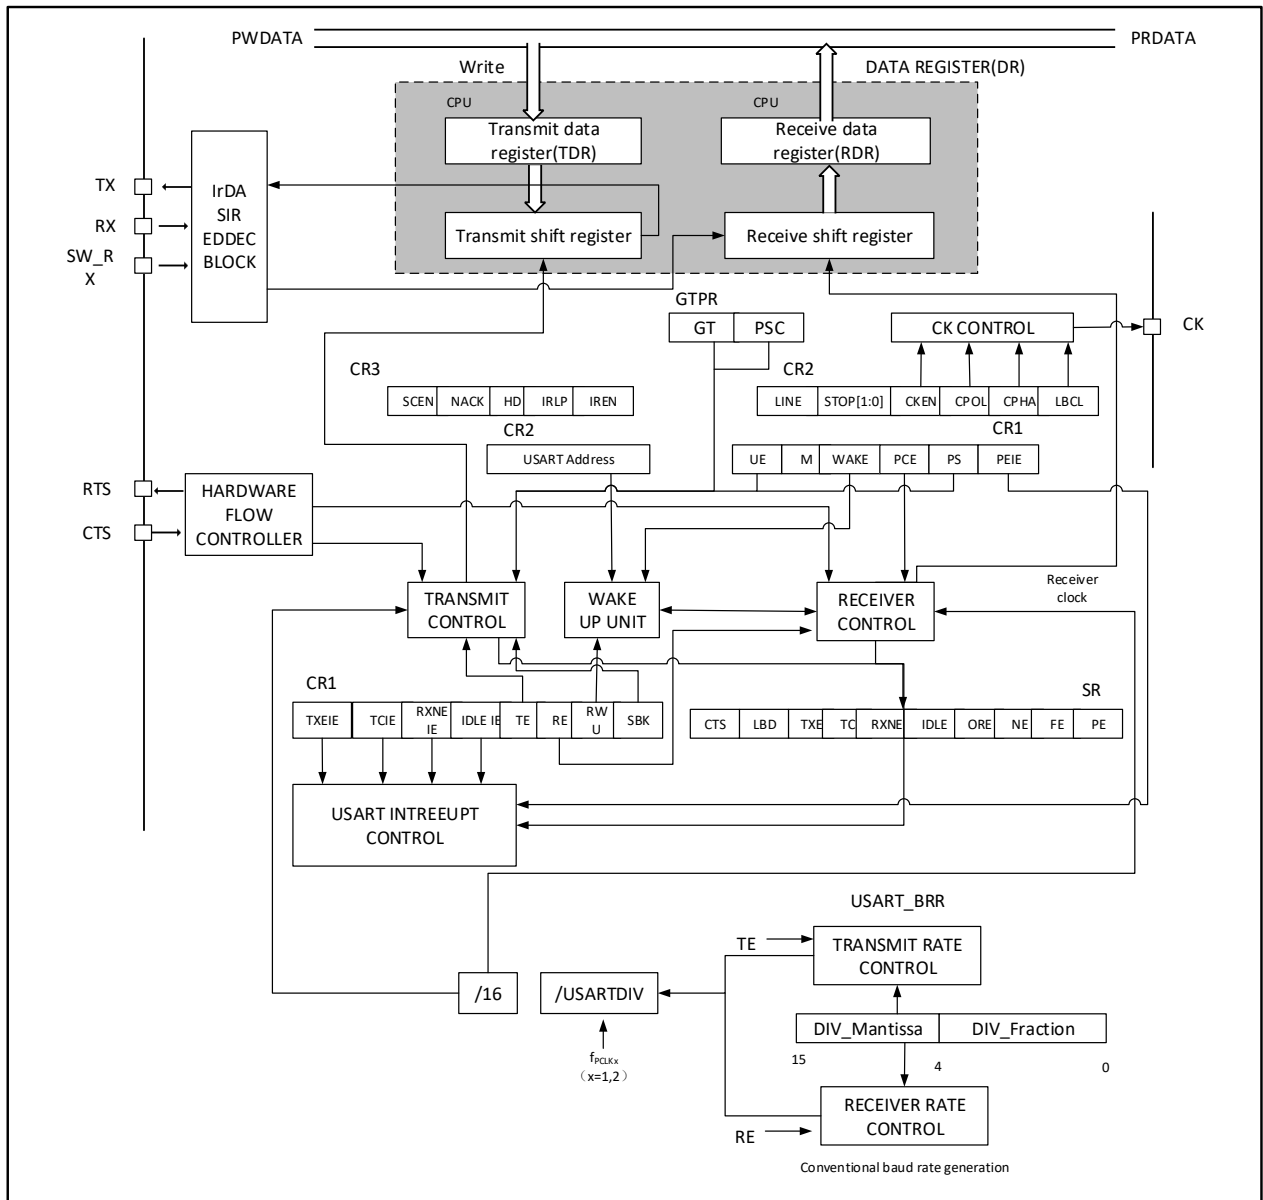 PWDATA
PRDATA
Write
DATA REGISTER(DR)
CPU
CPU
Transmit data
register(TDR)
Receive data
register(RDR)
IrDA
SIR
EDDEC
BLOCK
TX
RX
SW_R
X
Transmit shift register
Receive shift register
GTPR
GT
PSC
CK CONTROL
CK
CR3
CR2
SCEN
NACK
HD
IRLP
IREN
LINE
STOP[1:0]
CKEN
CPOL
CPHA
LBCL
CR2
CR1
USART Address
UE
M
WAKE
PCE
PS
PEIE
RTS
CTS
HARDWARE
FLOW
CONTROLLER
TRANSMIT
CONTROL
WAKE
UP UNIT
RECEIVER
CONTROL
Receiver
clock
CR1
SR
TXEIE
TCIE
RXNE
IE
IDLE IE
TE
RE
RW
U
SBK
CTS
LBD
TXE
TC
RXNE
IDLE
ORE
NE
FE
PE
USART INTREEUPT
CONTROL
USART_BRR
TE
TRANSMIT RATE
CONTROL
/16
/USARTDIV
DIV_Mantissa
DIV_Fraction
15
4
0
fPCLKx
（x=1,2）
RECEIVER RATE
CONTROL
RE
Conventional baud rate generation